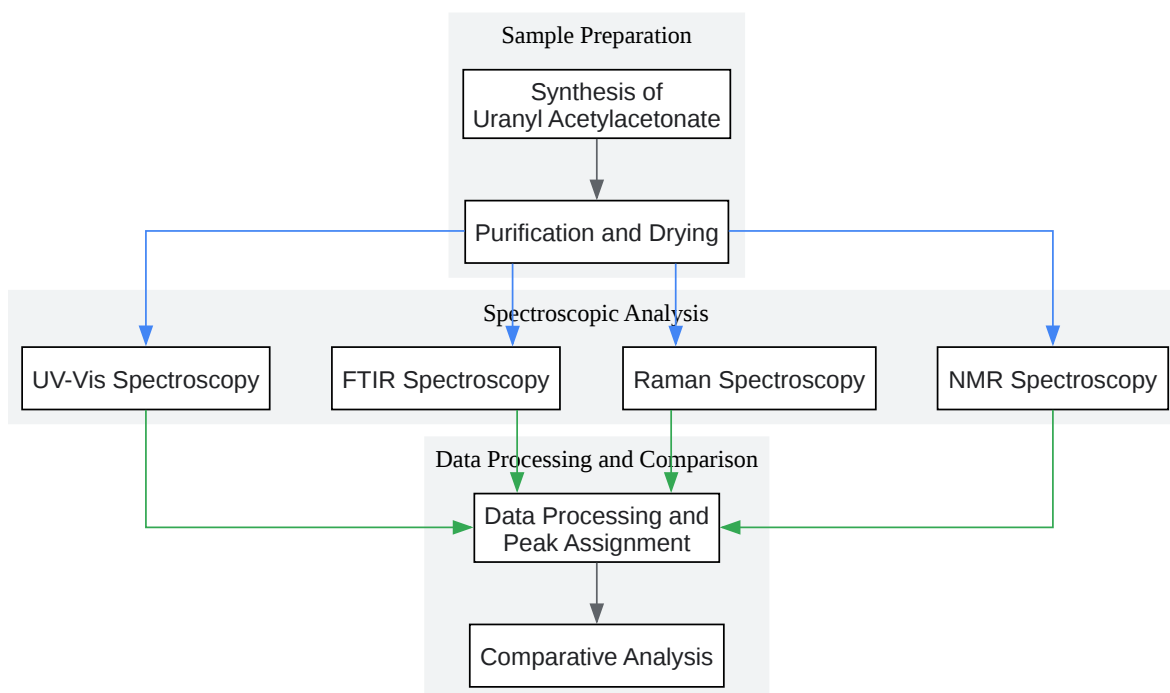 Sample Preparation
Synthesis of
Uranyl Acetylacetonate
Purification and Drying
Spectroscopic Analysis
UV-Vis Spectroscopy
FTIR Spectroscopy
Raman Spectroscopy
NMR Spectroscopy
Data Processing and Comparison
Data Processing and
Peak Assignment
Comparative Analysis